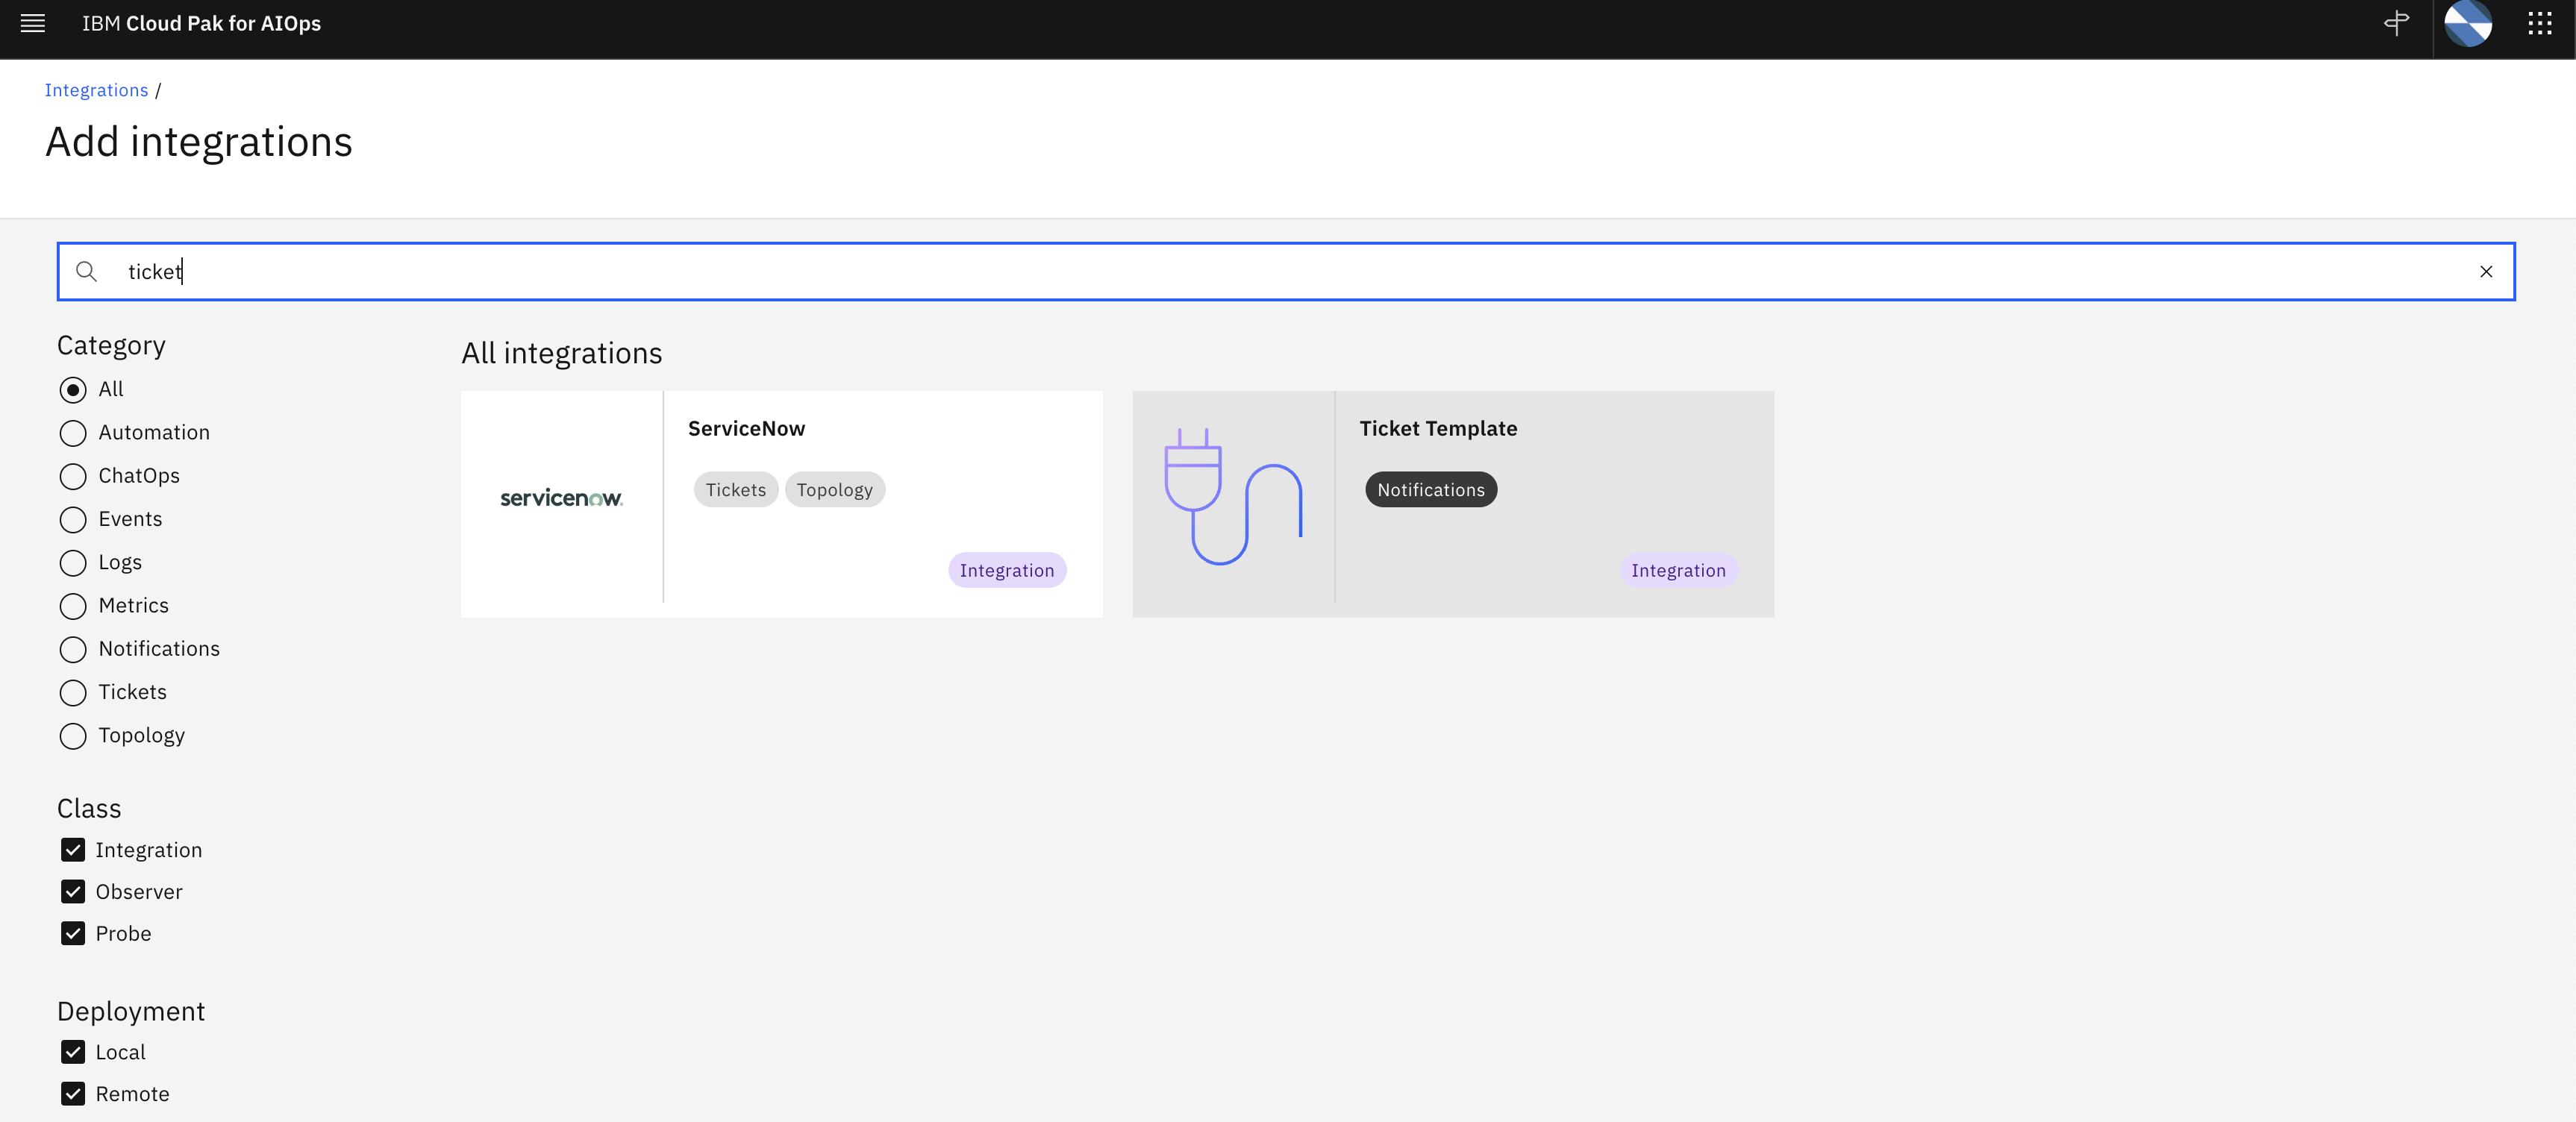 IBM Cloud Pak for AIOps
Integrations /
Add integrations
ticket
Category
All
Automation
ChatOps
Events
Logs
Metrics
Notifications
Tickets
Topology
Class
Integration
Observer
Probe
Deployment
Local
Remote
All integrations
servicenow
ServiceNow
Tickets Topology
Integration
Ticket Template
Notifications
Integration